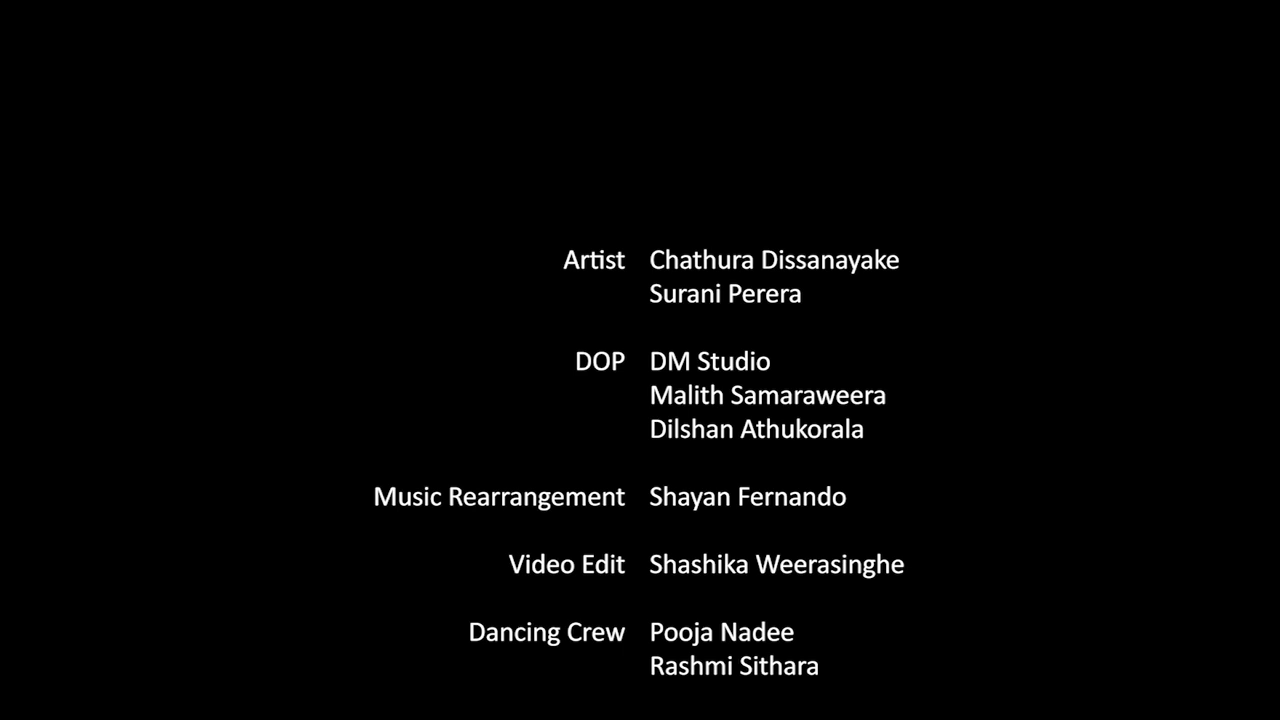 Artist Chathura Dissanayake
Surani Perera
DOP DM Studio
Malith Samaraweera
Dilshan Athukorala
Music Rearrangement Shayan Fernando
Video Edit Shashika Weerasinghe
Dancing Crew Pooja Nadee
Rashmi Sithara